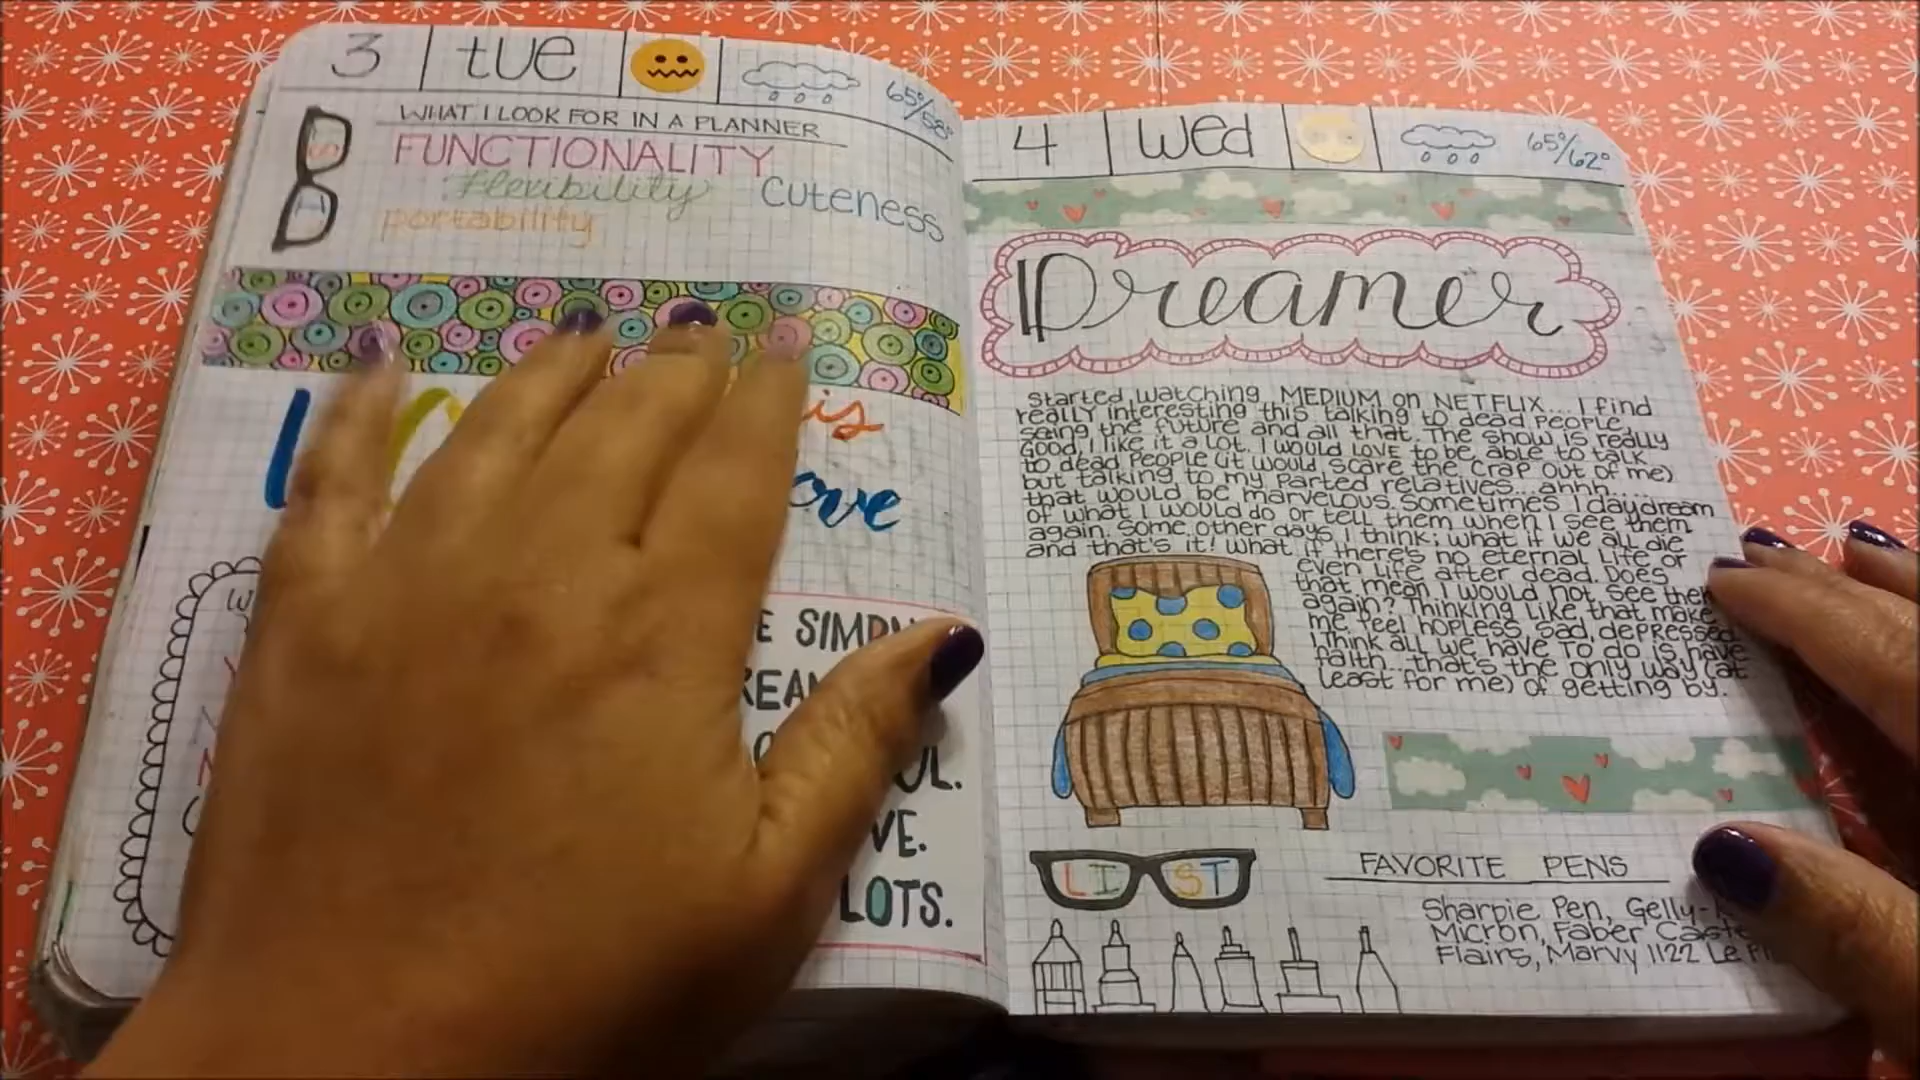 3 tue 65°/58°
WHAT I LOOK FOR IN A PLANNER
FUNCTIONALITY
flexibility cuteness
portability
is
ove
E SIMPLY
REAM
OUL.
VE.
LOTS.
4 wed 65°/62°
Dreamer
Started watching MEDIUM on NETFLIX... I find
really interesting this talking to dead people,
seing the future and all that. The show is really
good, I like it a lot. I would LOVE to be able to talk
to dead people (it would scare the crap out of me)
but talking to my parted relatives... ahhh....
that would be marvelous. Sometimes I daydream
of what I would do or tell them when I see them
again. Some other days I think: what if we all die
and that's it! What if there's no eternal life or
even life after dead. Does
that mean I would not see them
again? Thinking like that make
me feel hopless, sad, depressed
I think all we have to do is have
faith... that's the only way (at
least for me) of getting by.
LIST
FAVORITE PENS
Sharpie Pen, Gelly-
Micron, Faber Caste
Flairs, Marvy 1122 Le